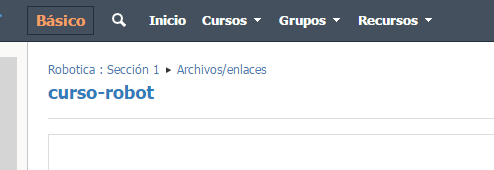 Básico Inicio Cursos Grupos Recursos
Robotica : Sección 1 ▸ Archivos/enlaces
curso-robot